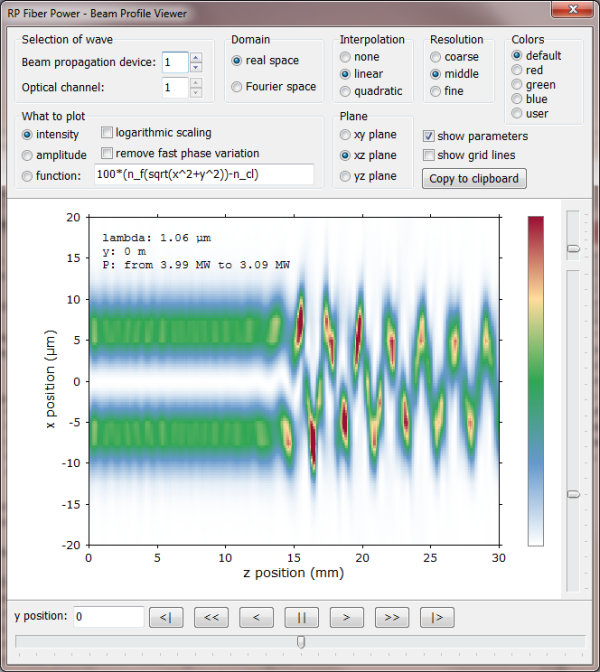 RP Fiber Power - Beam Profile Viewer
Selection of wave
Beam propagation device: 1
Optical channel: 1
Domain
real space
Fourier space
Interpolation
none
linear
quadratic
Resolution
coarse
middle
fine
Colors
default
red
green
blue
user
What to plot
intensity
logarithmic scaling
amplitude
remove fast phase variation
function: 100*(n_f(sqrt(x^2+y^2))-n_cl)
Plane
xy plane
xz plane
yz plane
show parameters
show grid lines
Copy to clipboard
lambda: 1.06 µm
y: 0 m
P: from 3.99 MW to 3.09 MW
x position (µm)
20
15
10
5
0
-5
-10
-15
-20
0 5 10 15 20 25 30
z position (mm)
y position: 0
<| << < || > >> |>